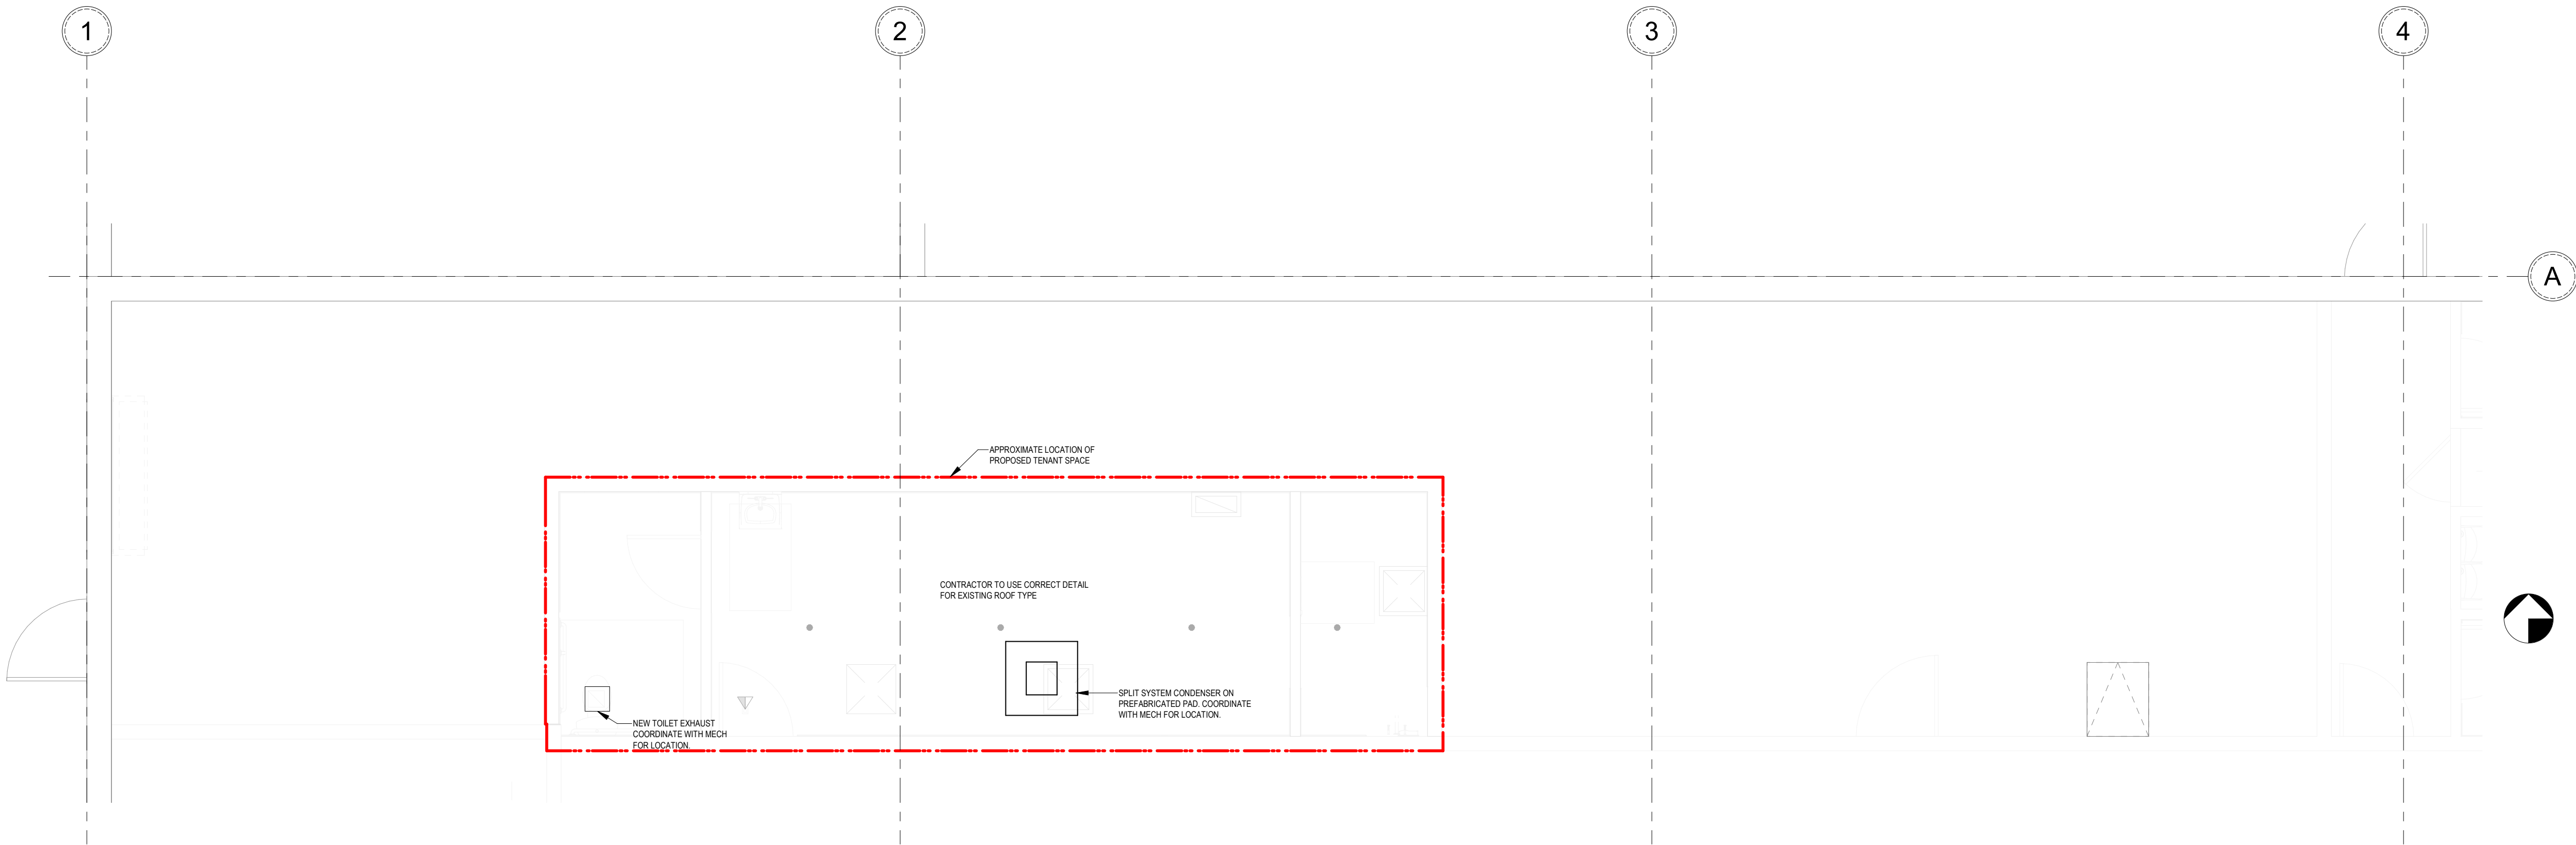 1
2
3
4
A
APPROXIMATE LOCATION OF
PROPOSED TENANT SPACE
CONTRACTOR TO USE CORRECT DETAIL
FOR EXISTING ROOF TYPE
SPLIT SYSTEM CONDENSER ON
PREFABRICATED PAD. COORDINATE
WITH MECH FOR LOCATION.
NEW TOILET EXHAUST
COORDINATE WITH MECH
FOR LOCATION.